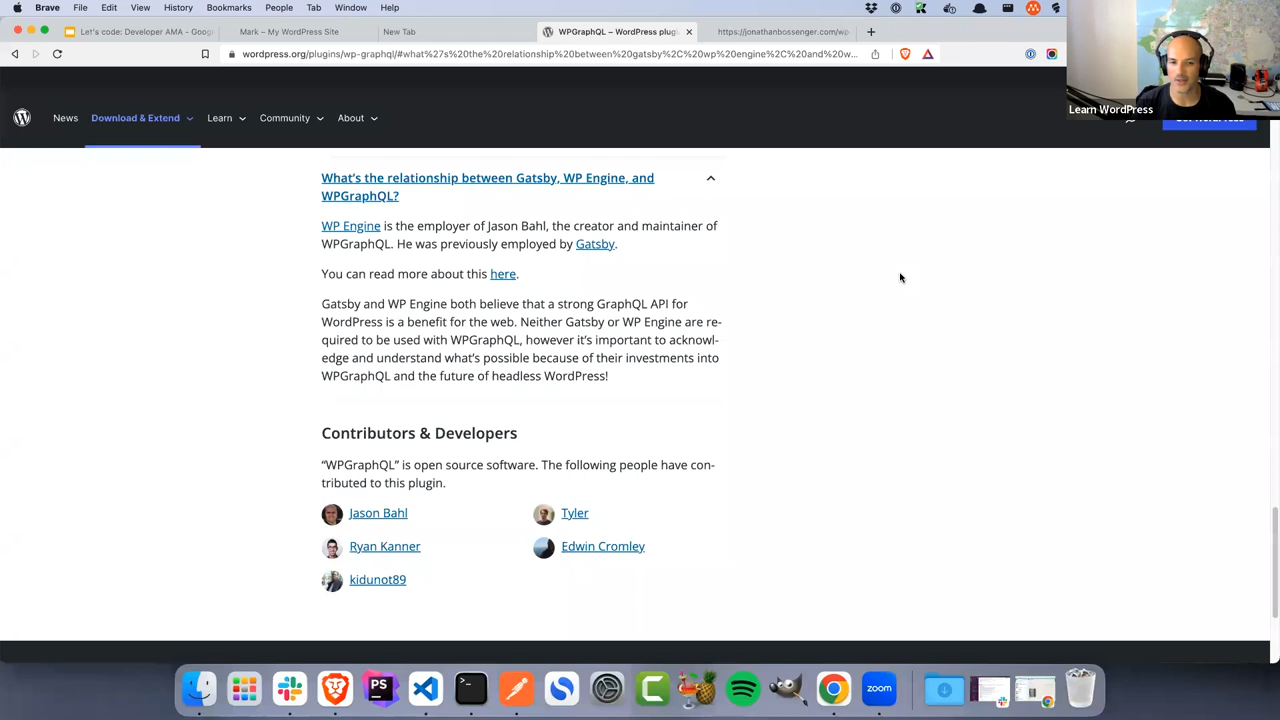 Brave File Edit View History Bookmarks People Tab Window Help
Let's code: Developer AMA - Goog
Mark – My WordPress Site
New Tab
WPGraphQL – WordPress plugi
https://jonathanbossenger.com/wp-
wordpress.org/plugins/wp-graphql/#what%27s%20the%20relationship%20between%20gatsby%2C%20wp%20engine%2C%20and%20w...
Learn WordPress
News Download & Extend Learn Community About
What's the relationship between Gatsby, WP Engine, and
WPGraphQL?
WP Engine is the employer of Jason Bahl, the creator and maintainer of
WPGraphQL. He was previously employed by Gatsby.
You can read more about this here.
Gatsby and WP Engine both believe that a strong GraphQL API for
WordPress is a benefit for the web. Neither Gatsby or WP Engine are re-
quired to be used with WPGraphQL, however it's important to acknowl-
edge and understand what's possible because of their investments into
WPGraphQL and the future of headless WordPress!
Contributors & Developers
“WPGraphQL” is open source software. The following people have con-
tributed to this plugin.
Jason Bahl
Tyler
Ryan Kanner
Edwin Cromley
kidunot89
PS
zoom